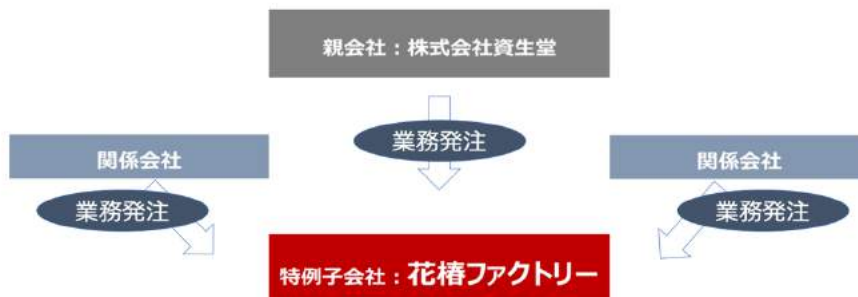 親会社：株式会社資生堂
業務発注
関係会社
関係会社
業務発注
業務発注
特例子会社：花椿ファクトリー